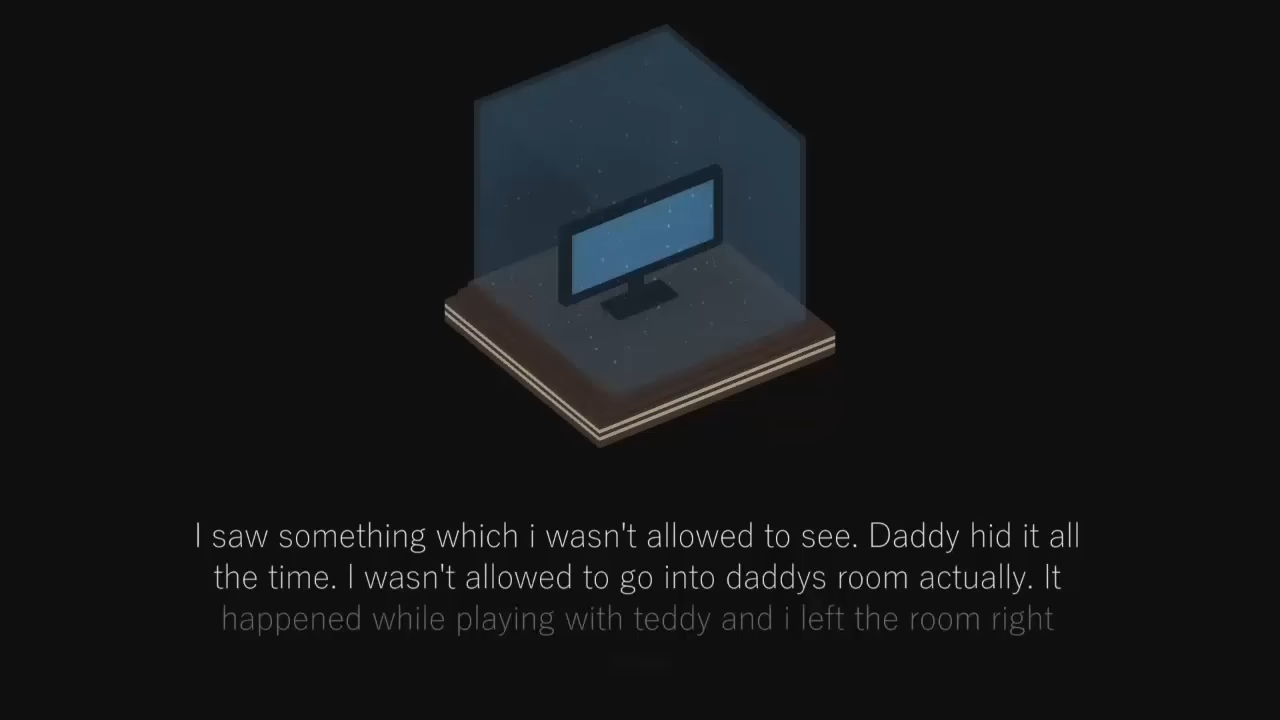 I saw something which i wasn't allowed to see. Daddy hid it all
the time. I wasn't allowed to go into daddys room actually. It
happened while playing with teddy and i left the room right